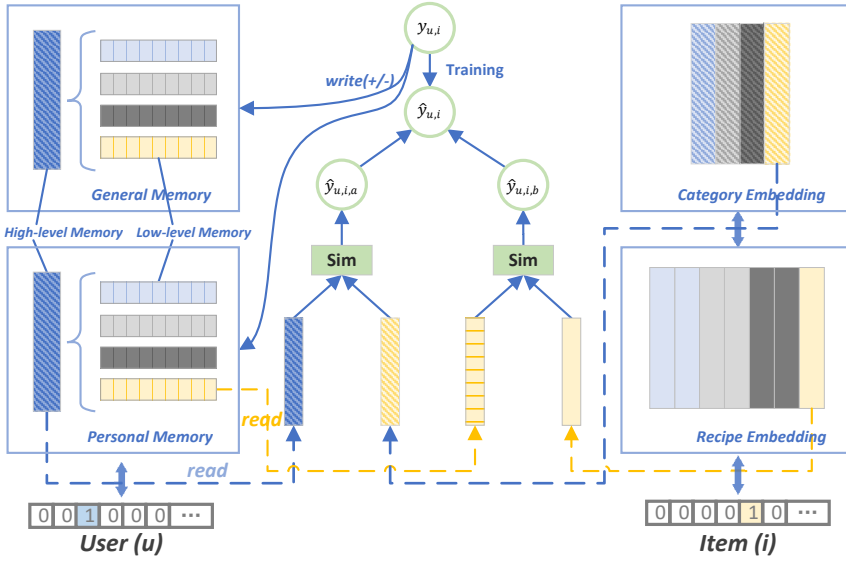 y_{u,i}
Training
write(+/-)
ŷ_{u,i}
ŷ_{u,i,a}
ŷ_{u,i,b}
General Memory
Category Embedding
High-level Memory
Low-level Memory
Sim
Sim
Personal Memory
read
read
Recipe Embedding
0 0 1 0 0 0 ...
0 0 0 0 1 0 ...
User (u)
Item (i)